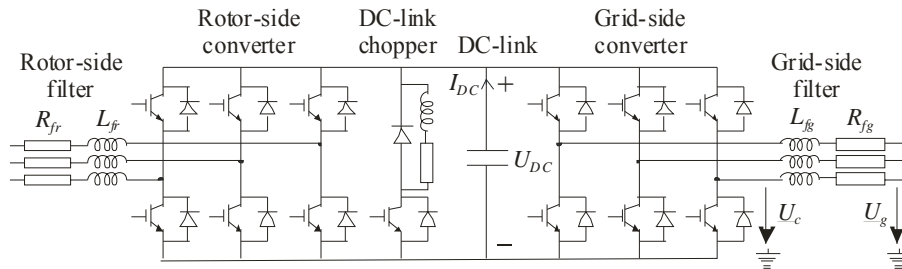 Rotor-side
filter
Rotor-side
converter
DC-link
chopper
DC-link
Grid-side
converter
Grid-side
filter
R_fr
L_fr
I_DC
+
U_DC
−
L_fg
R_fg
U_c
U_g